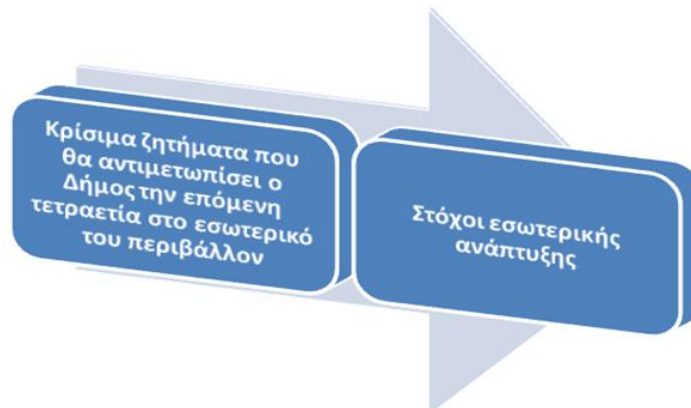 Κρίσιμα ζητήματα που
θα αντιμετωπίσει ο
Δήμος την επόμενη
τετραετία στο εσωτερικό
του περιβάλλον
Στόχοι εσωτερικής
ανάπτυξης